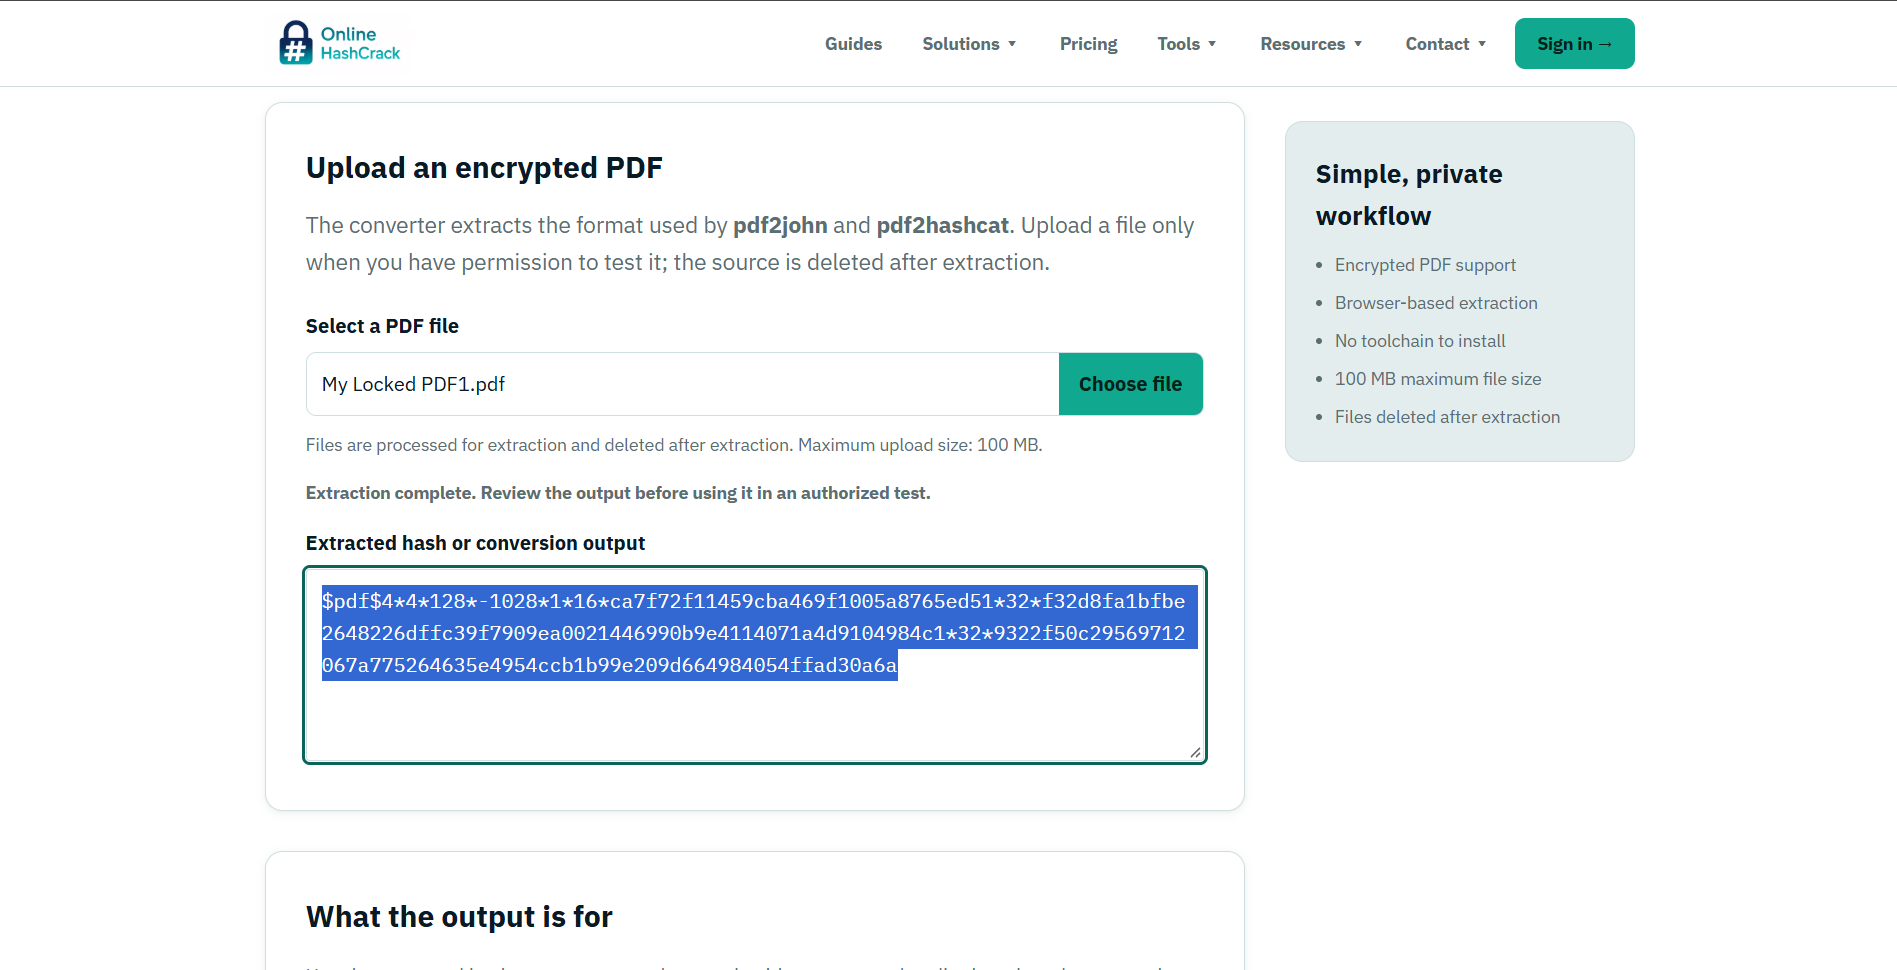 Online
HashCrack
Guides
Solutions
Pricing
Tools
Resources
Contact
Sign in →
Upload an encrypted PDF
The converter extracts the format used by pdf2john and pdf2hashcat. Upload a file only
when you have permission to test it; the source is deleted after extraction.
Select a PDF file
My Locked PDF1.pdf
Choose file
Files are processed for extraction and deleted after extraction. Maximum upload size: 100 MB.
Extraction complete. Review the output before using it in an authorized test.
Extracted hash or conversion output
$pdf$4*4*128*-1028*1*16*ca7f72f11459cba469f1005a8765ed51*32*f32d8fa1bfbe
2648226dffc39f7909ea0021446990b9e4114071a4d9104984c1*32*9322f50c29569712
067a775264635e4954ccb1b99e209d664984054ffad30a6a
What the output is for
Simple, private
workflow
• Encrypted PDF support
• Browser-based extraction
• No toolchain to install
• 100 MB maximum file size
• Files deleted after extraction